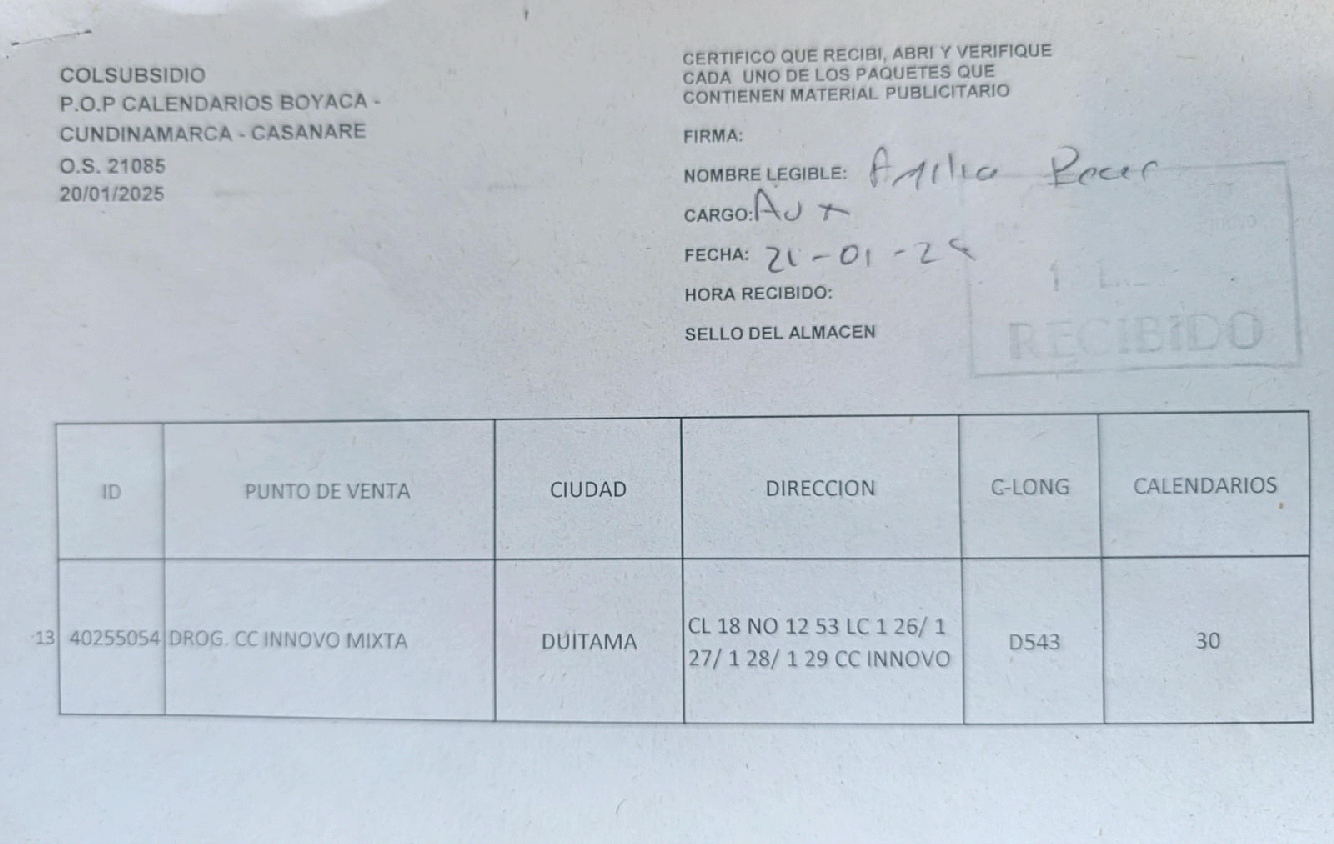 COLSUBSIDIO
P.O.P CALENDARIOS BOYACA -
CUNDINAMARCA - CASANARE
O.S. 21085
20/01/2025
CERTIFICO QUE RECIBI, ABRI Y VERIFIQUE
CADA UNO DE LOS PAQUETES QUE
CONTIENEN MATERIAL PUBLICITARIO
FIRMA:
NOMBRE LEGIBLE:
CARGO: Aux
FECHA: 21-01-25
HORA RECIBIDO:
SELLO DEL ALMACEN
RECIBIDO
ID PUNTO DE VENTA CIUDAD DIRECCION C-LONG CALENDARIOS
13 40255054 DROG. CC INNOVO MIXTA DUITAMA CL 18 NO 12 53 LC 1 26/ 1 D543 30
27/ 1 28/ 1 29 CC INNOVO